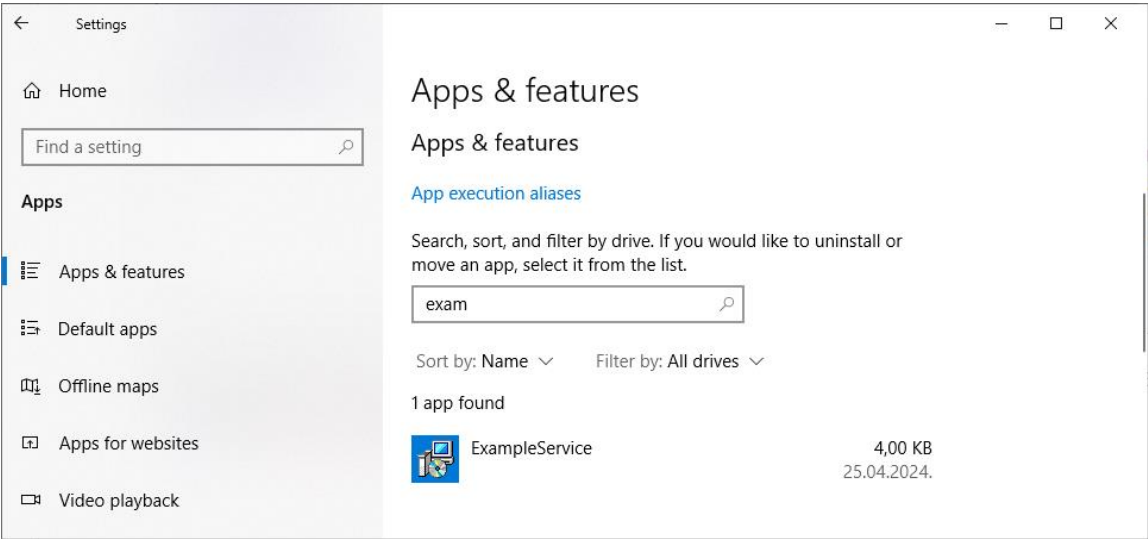 Settings
Home
Find a setting
Apps
Apps & features
Default apps
Offline maps
Apps for websites
Video playback
Apps & features
Apps & features
App execution aliases
Search, sort, and filter by drive. If you would like to uninstall or
move an app, select it from the list.
exam
Sort by: Name Filter by: All drives
1 app found
ExampleService 4,00 KB
25.04.2024.